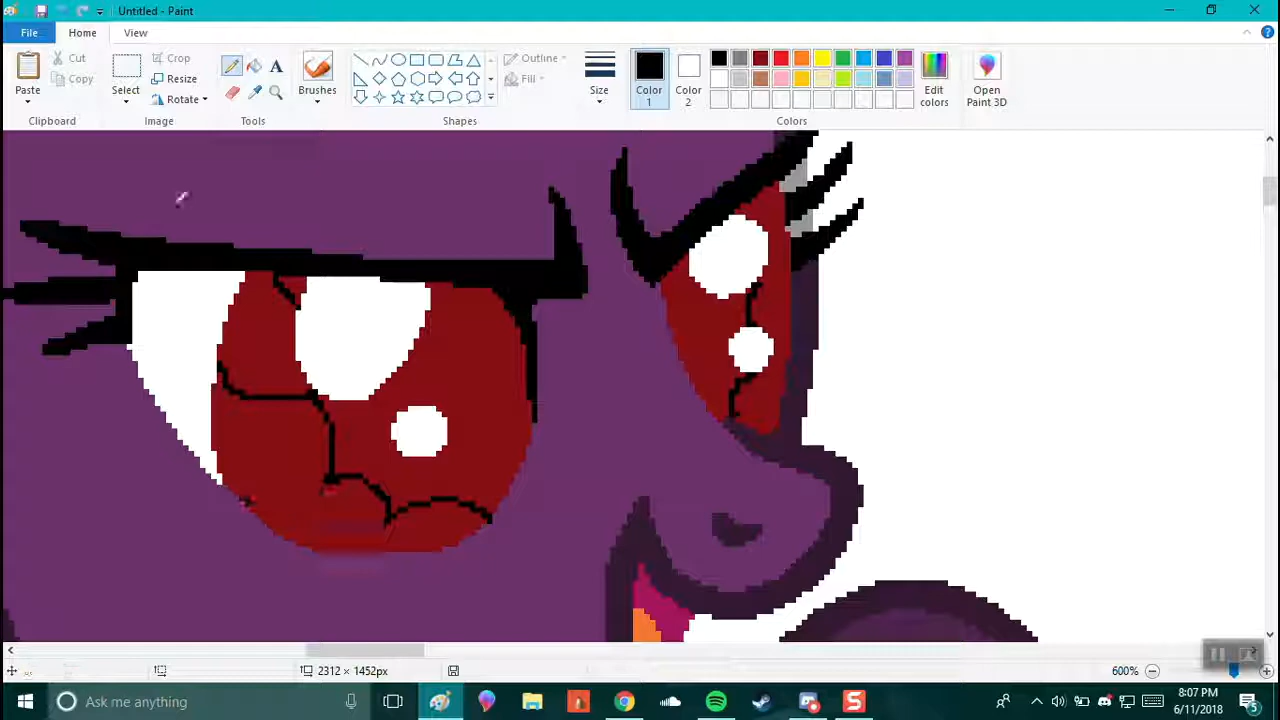 Untitled - Paint
File Home View
Paste
Cut
Copy
Clipboard
Select
Crop
Resize
Rotate
Image
Tools
Brushes
Shapes
Outline
Fill
Size
Color 1
Color 2
Colors
Edit colors
Open Paint 3D
2312 × 1452px
600%
Ask me anything
8:07 PM
6/11/2018
5